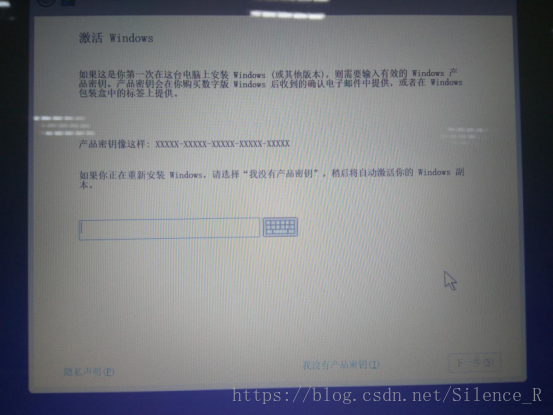 激活 Windows
如果这是你第一次在这台电脑上安装 Windows (或其他版本)，则需要输入有效的 Windows 产
品密钥。产品密钥会在你购买数字版 Windows 后收到的确认电子邮件中提供，或者在 Windows
包装盒中的标签上提供。
产品密钥像这样: XXXXX-XXXXX-XXXXX-XXXXX-XXXXX
如果你正在重新安装 Windows，请选择“我没有产品密钥”。稍后将自动激活你的 Windows 副
本。
隐私声明(P)
我没有产品密钥(I)
下一步(N)
https://blog.csdn.net/Silence_R